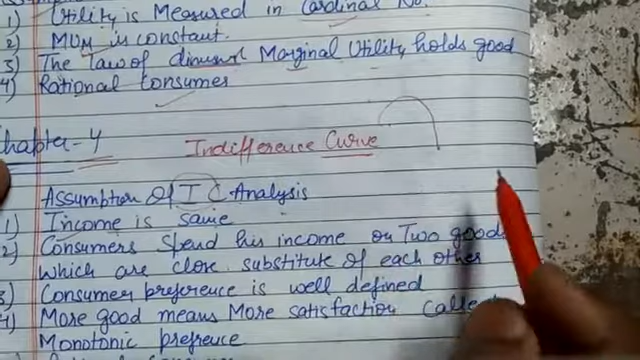 1) Utility is Measured in Cardinal No.
2) MUM is constant.
3) The Law of Marginal Utility holds good
4) Rational Consumer
Chapter-4 Indifference Curve
Assumption Of IC Analysis
1) Income is same
2) Consumers spend his income on Two goods
which are close substitute of each other
3) Consumer preference is well defined
4) More good means More satisfaction called
Monotonic prefreuce